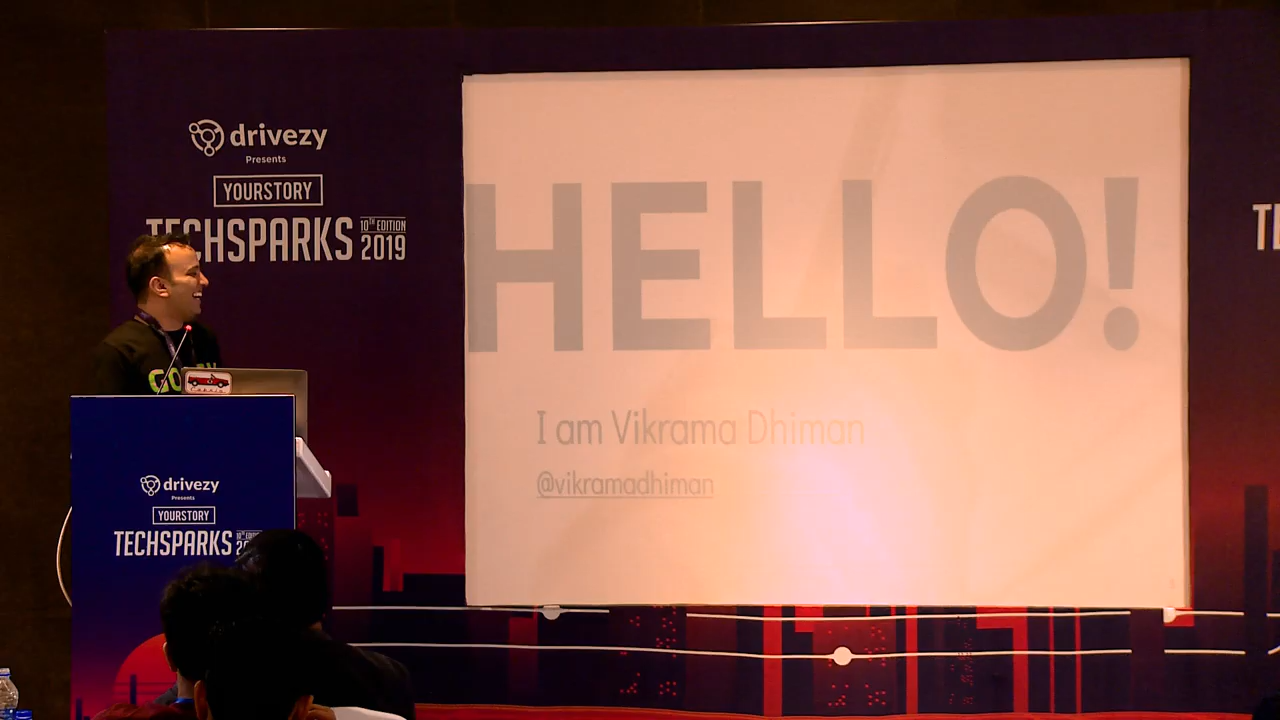 drivezy
Presents
YOURSTORY
TECHSPARKS 10TH EDITION 2019
HELLO!
I am Vikrama Dhiman
@vikramadhiman
drivezy
Presents
YOURSTORY
TECHSPARKS